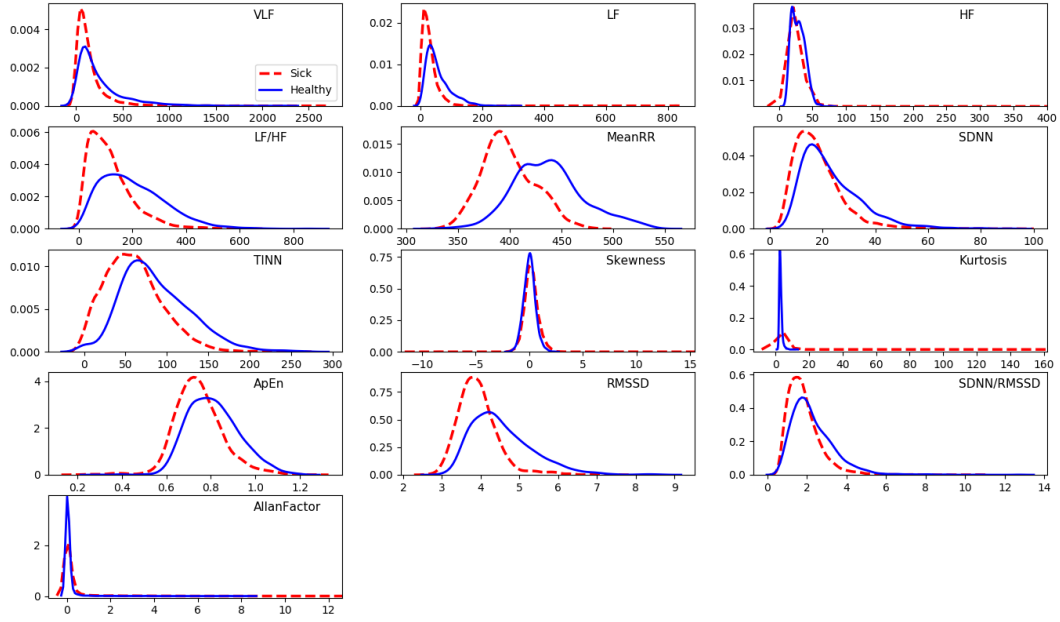 VLF
0.004
0.002
0.000
0 500 1000 1500 2000 2500
Sick
Healthy
LF
0.02
0.01
0.00
0 200 400 600 800
HF
0.03
0.02
0.01
0 50 100 150 200 250 300 350 400
LF/HF
0.006
0.004
0.002
0.000
0 200 400 600 800
MeanRR
0.015
0.010
0.005
0.000
300 350 400 450 500 550
SDNN
0.04
0.02
0.00
0 20 40 60 80 100
TINN
0.010
0.005
0.000
0 50 100 150 200 250 300
Skewness
0.75
0.50
0.25
0.00
−10 −5 0 5 10 15
Kurtosis
0.6
0.4
0.2
0.0
0 20 40 60 80 100 120 140 160
ApEn
4
2
0
0.2 0.4 0.6 0.8 1.0 1.2
RMSSD
0.75
0.50
0.25
0.00
2 3 4 5 6 7 8 9
SDNN/RMSSD
0.6
0.4
0.2
0.0
0 2 4 6 8 10 12 14
AllanFactor
2
0
0 2 4 6 8 10 12